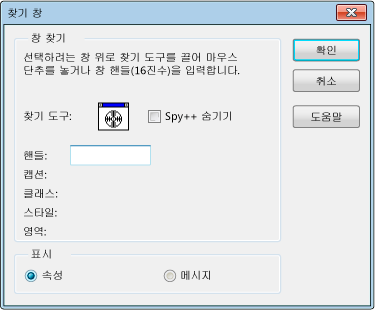 찾기 창
창 찾기
선택하려는 창 위로 찾기 도구를 끌어 마우스
단추를 놓거나 창 핸들(16진수)을 입력합니다.
찾기 도구:
Spy++ 숨기기
핸들:
캡션:
클래스:
스타일:
영역:
표시
속성
메시지
확인
취소
도움말